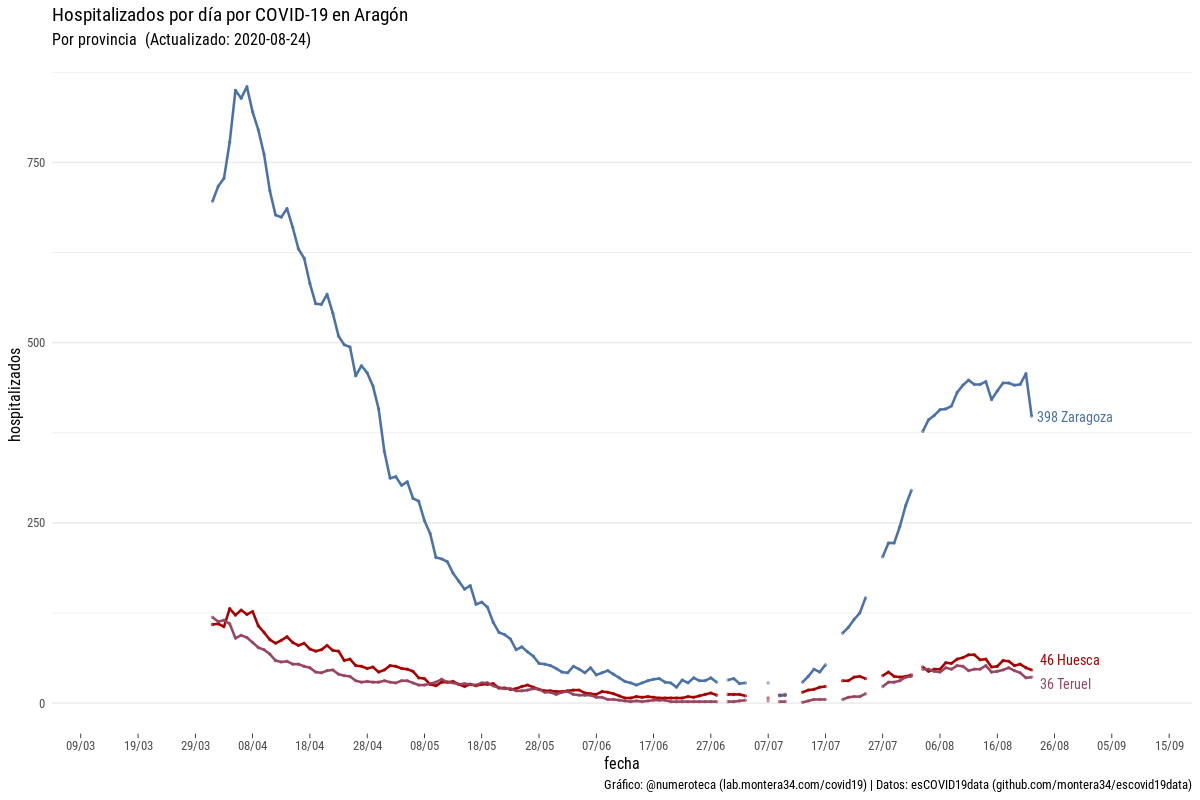 Hospitalizados por día por COVID-19 en Aragón
Por provincia  (Actualizado: 2020-08-24)
hospitalizados
750
500
250
0
398 Zaragoza
46 Huesca
36 Teruel
09/03 19/03 29/03 08/04 18/04 28/04 08/05 18/05 28/05 07/06 17/06 27/06 07/07 17/07 27/07 06/08 16/08 26/08 05/09 15/09
fecha
Gráfico: @numeroteca (lab.montera34.com/covid19) | Datos: esCOVID19data (github.com/montera34/escovid19data)